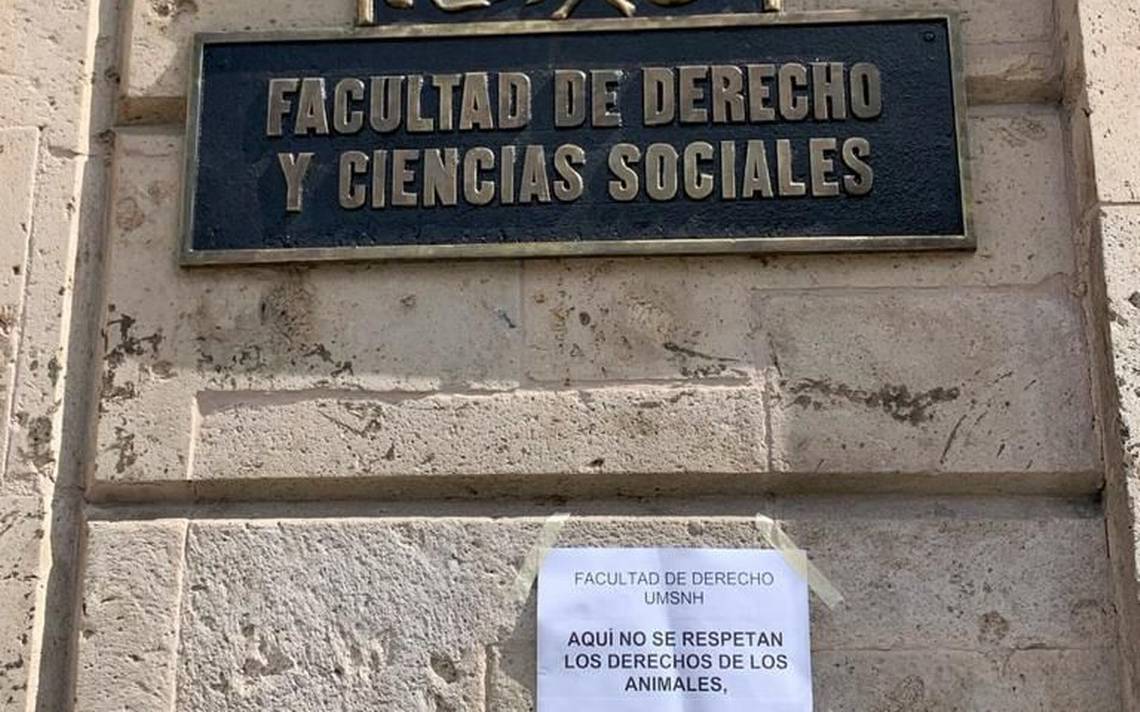 FACULTAD DE DERECHO
Y CIENCIAS SOCIALES
FACULTAD DE DERECHO
UMSNH
AQUÍ NO SE RESPETAN
LOS DERECHOS DE LOS
ANIMALES,